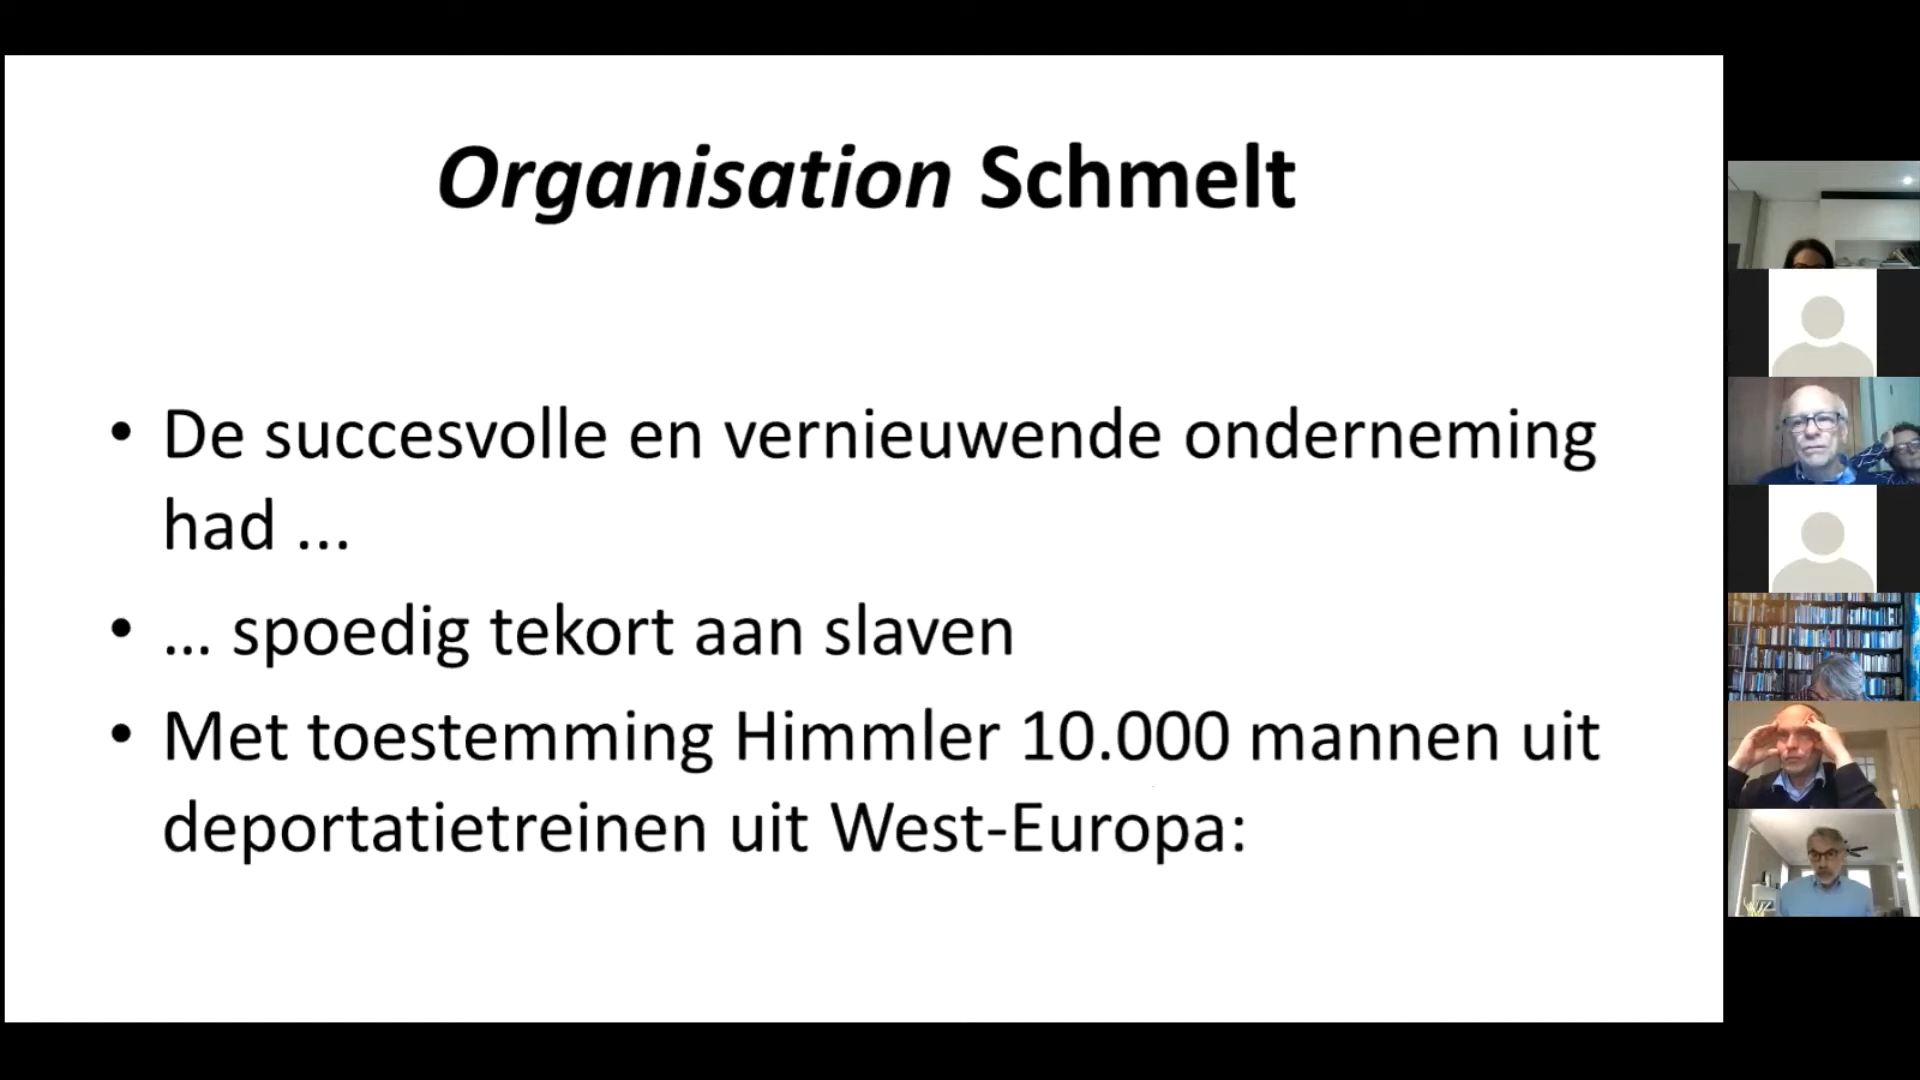 Organisation Schmelt
• De succesvolle en vernieuwende onderneming
had ...
• ... spoedig tekort aan slaven
• Met toestemming Himmler 10.000 mannen uit
deportatietreinen uit West-Europa: